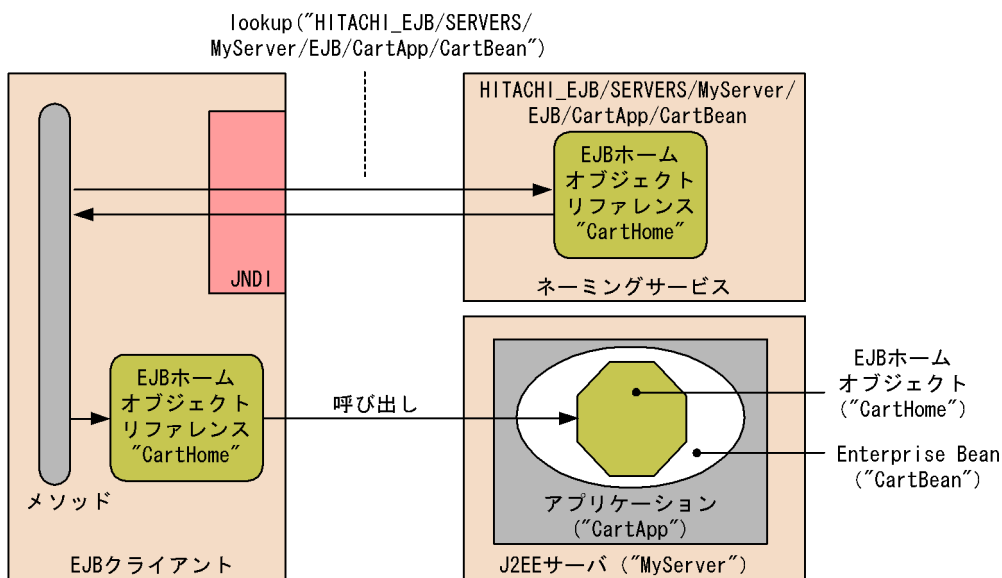 lookup("HITACHI_EJB/SERVERS/
MyServer/EJB/CartApp/CartBean")
HITACHI_EJB/SERVERS/MyServer/
EJB/CartApp/CartBean
EJBホーム
オブジェクト
リファレンス
"CartHome"
JNDI
ネーミングサービス
EJBホーム
オブジェクト
リファレンス
"CartHome"
呼び出し
EJBホーム
オブジェクト
("CartHome")
Enterprise Bean
("CartBean")
メソッド
アプリケーション
("CartApp")
EJBクライアント
J2EEサーバ ("MyServer")